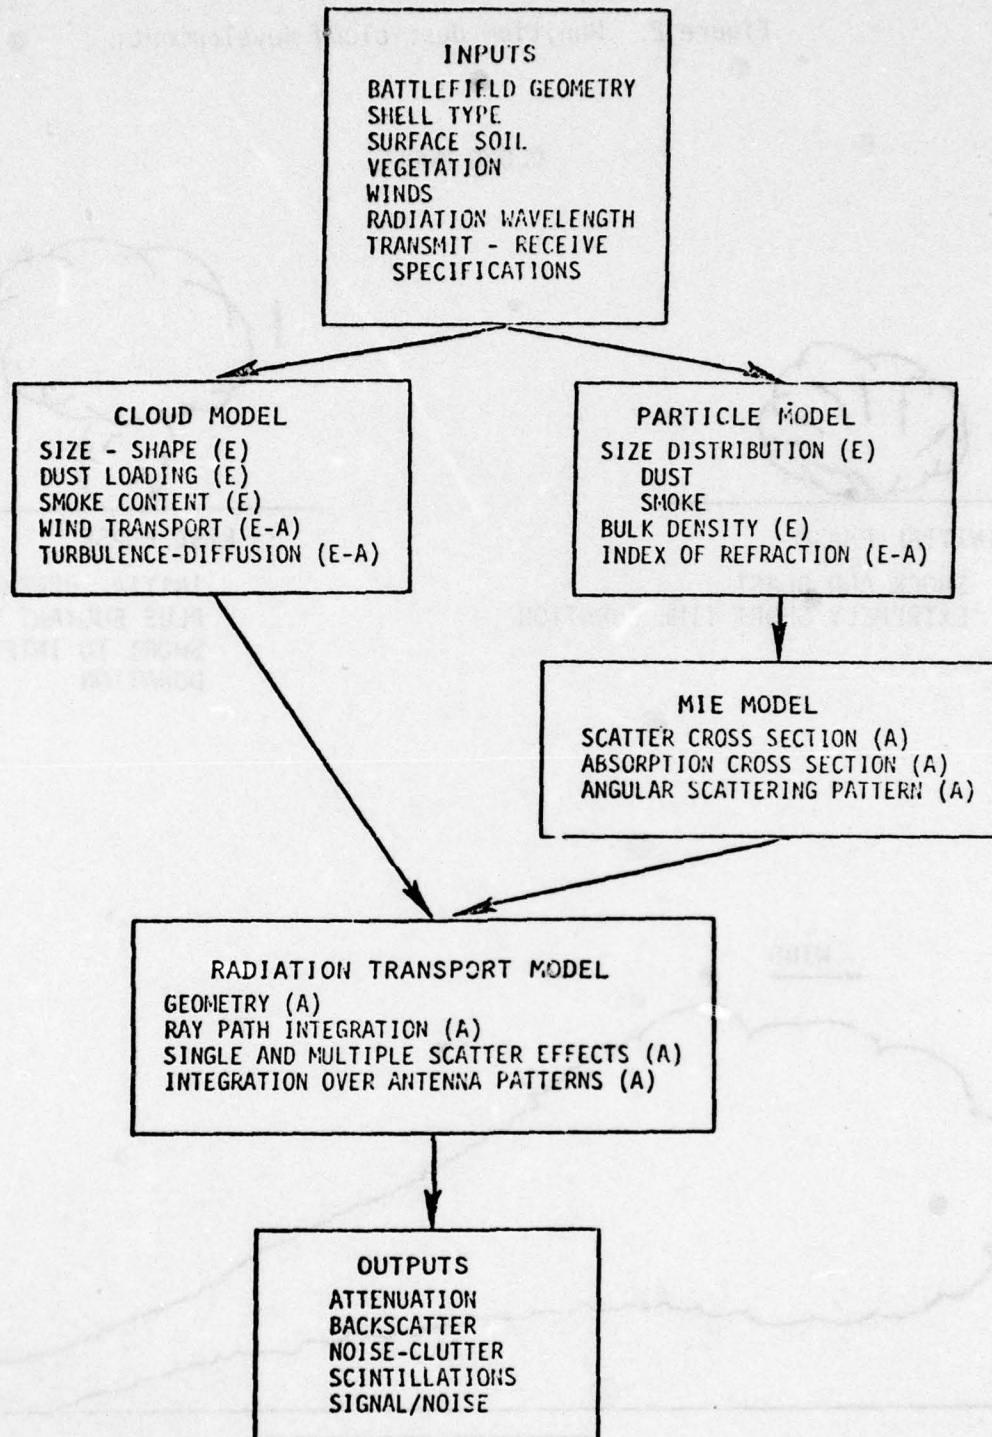 INPUTS
BATTLEFIELD GEOMETRY
SHELL TYPE
SURFACE SOIL
VEGETATION
WINDS
RADIATION WAVELENGTH
TRANSMIT - RECEIVE
SPECIFICATIONS
CLOUD MODEL
SIZE - SHAPE (E)
DUST LOADING (E)
SMOKE CONTENT (E)
WIND TRANSPORT (E-A)
TURBULENCE-DIFFUSION (E-A)
PARTICLE MODEL
SIZE DISTRIBUTION (E)
DUST
SMOKE
BULK DENSITY (E)
INDEX OF REFRACTION (E-A)
MIE MODEL
SCATTER CROSS SECTION (A)
ABSORPTION CROSS SECTION (A)
ANGULAR SCATTERING PATTERN (A)
RADIATION TRANSPORT MODEL
GEOMETRY (A)
RAY PATH INTEGRATION (A)
SINGLE AND MULTIPLE SCATTER EFFECTS (A)
INTEGRATION OVER ANTENNA PATTERNS (A)
OUTPUTS
ATTENUATION
BACKSCATTER
NOISE-CLUTTER
SCINTILLATIONS
SIGNAL/NOISE